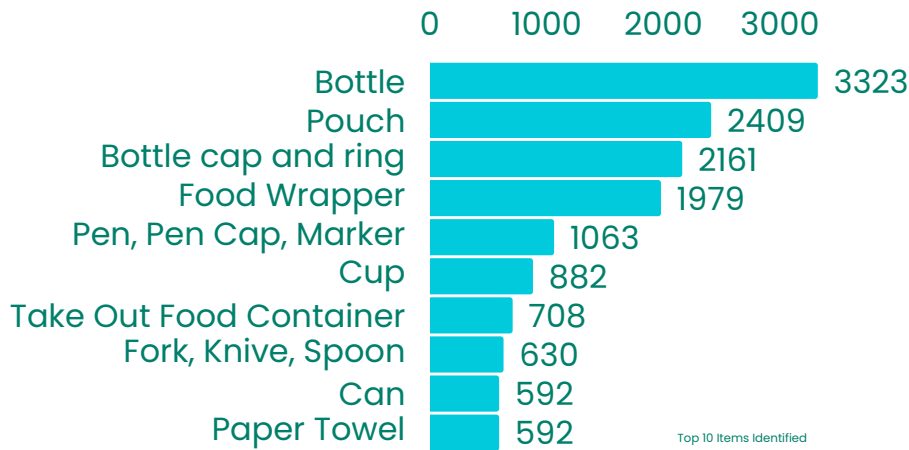 0 1000 2000 3000
Bottle 3323
Pouch 2409
Bottle cap and ring 2161
Food Wrapper 1979
Pen, Pen Cap, Marker 1063
Cup 882
Take Out Food Container 708
Fork, Knive, Spoon 630
Can 592
Paper Towel 592
Top 10 Items Identified